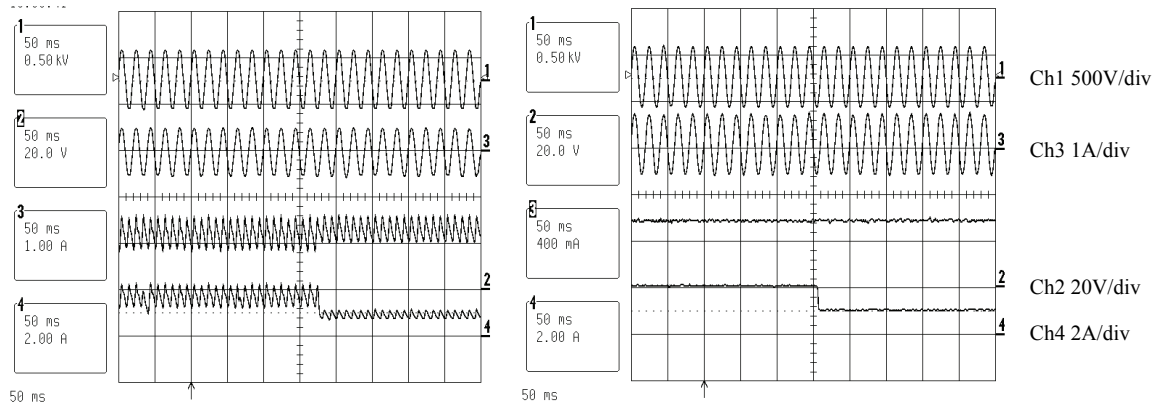 1
50 ms
0.50 kV
2
50 ms
20.0 V
3
50 ms
1.00 A
4
50 ms
2.00 A
50 ms
1
3
2
4
1
50 ms
0.50 kV
2
50 ms
20.0 V
3
50 ms
400 mA
4
50 ms
2.00 A
50 ms
1
3
2
4
Ch1 500V/div
Ch3 1A/div
Ch2 20V/div
Ch4 2A/div